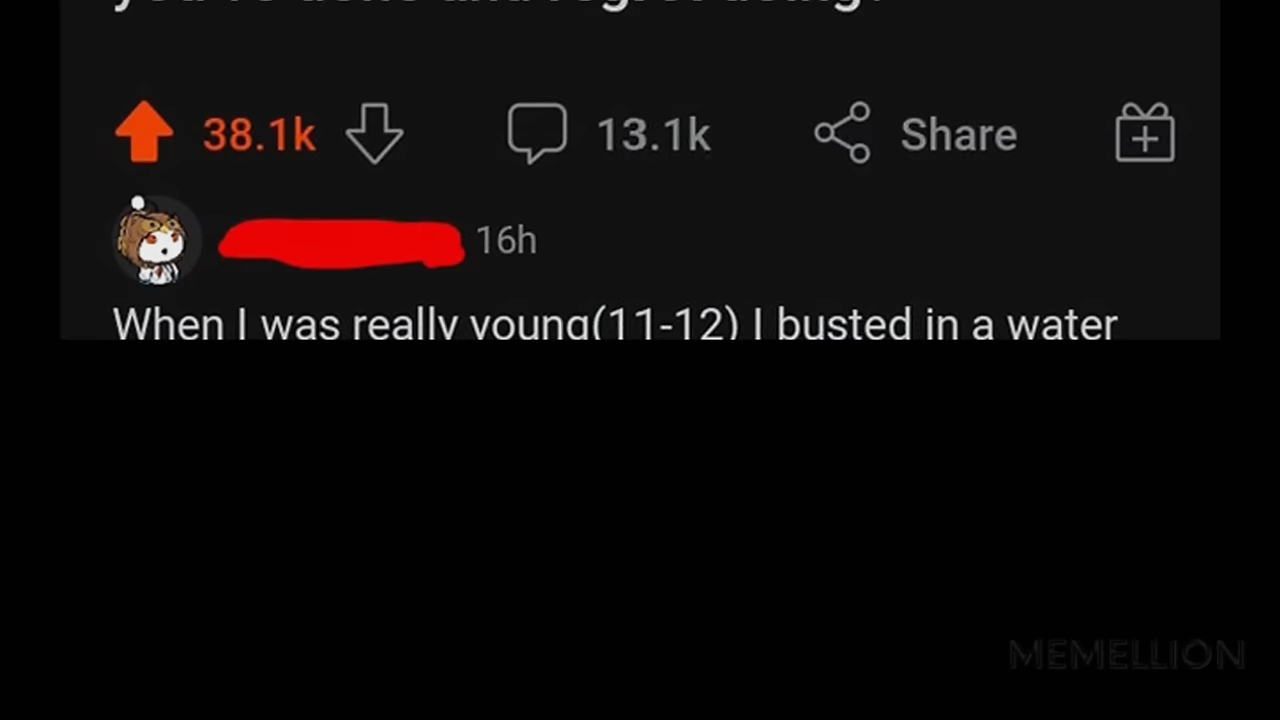 38.1k 13.1k Share
16h
When I was really young(11-12) I busted in a water
MEMELLION